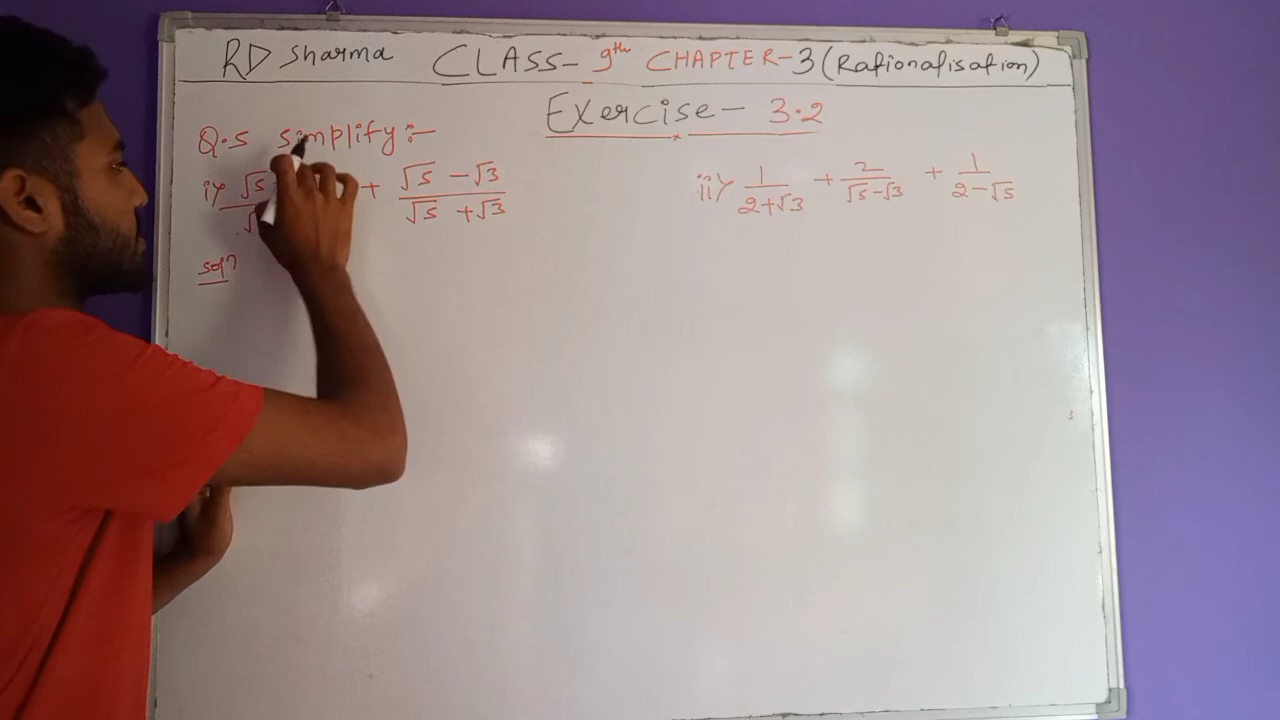 RD Sharma CLASS- 9th CHAPTER-3 (Rationalisation)
Exercise - 3.2
Q.5 Simplify:-
i> √5 + √5 - √3 / √5 + √3
ii> 1 / 2+√3 + 2 / √5-√3 + 1 / 2-√5
Solⁿ